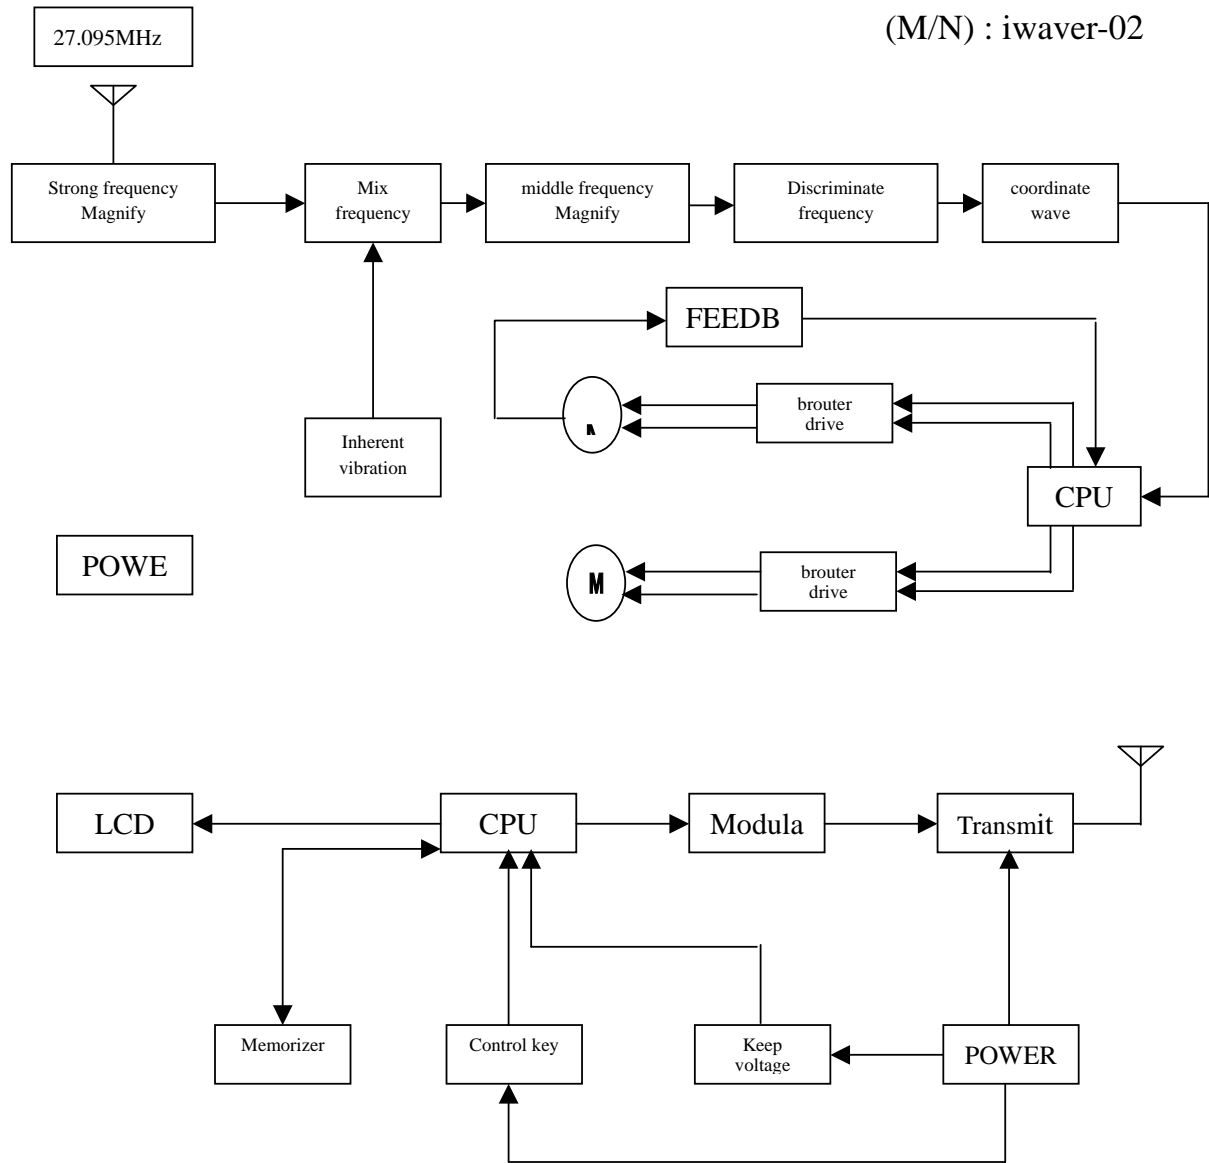 (M/N) : iwaver-02
27.095MHz
Strong frequency
Magnify
Mix
frequency
middle frequency
Magnify
Discriminate
frequency
coordinate
wave
FEEDB
brouter
drive
Inherent
vibration
CPU
POWE
M
brouter
drive
LCD
CPU
Modula
Transmit
Memorizer
Control key
Keep
voltage
POWER